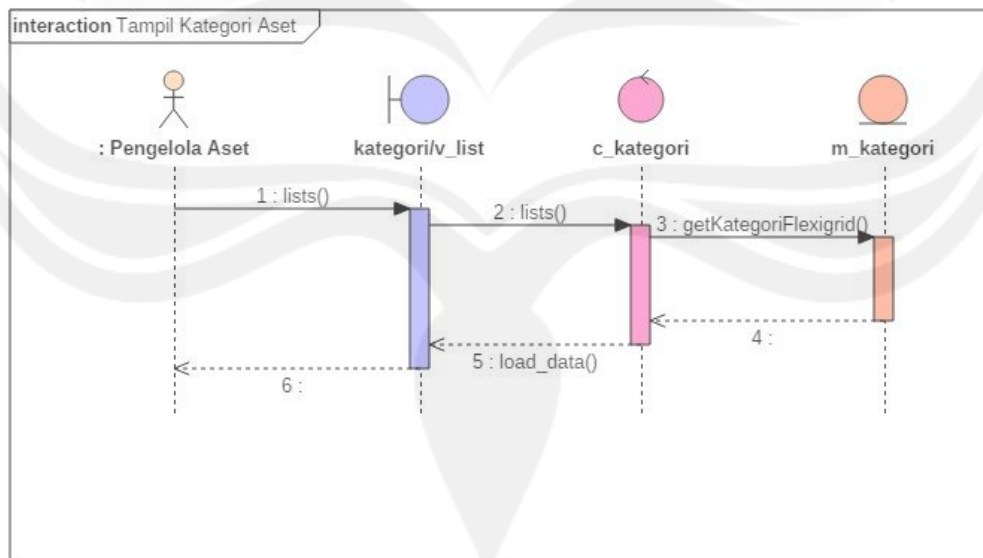 interaction Tampil Kategori Aset
: Pengelola Aset
kategori/v_list
c_kategori
m_kategori
1 : lists()
2 : lists()
3 : getKategoriFlexigrid()
4 :
5 : load_data()
6 :